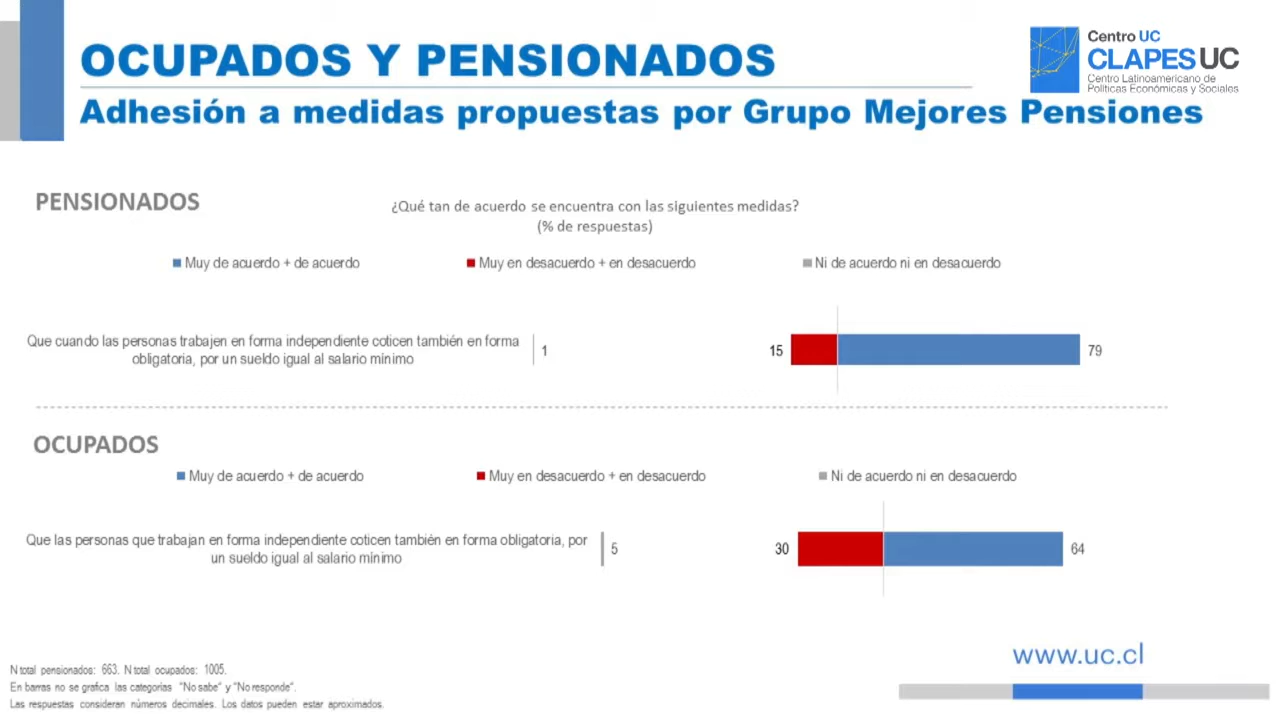 OCUPADOS Y PENSIONADOS
Centro UC
CLAPES UC
Centro Latinoamericano de
Políticas Económicas y Sociales
Adhesión a medidas propuestas por Grupo Mejores Pensiones
PENSIONADOS
¿Qué tan de acuerdo se encuentra con las siguientes medidas?
(% de respuestas)
Muy de acuerdo + de acuerdo
Muy en desacuerdo + en desacuerdo
Ni de acuerdo ni en desacuerdo
Que cuando las personas trabajen en forma independiente coticen también en forma
obligatoria, por un sueldo igual al salario mínimo
1
15
79
OCUPADOS
Muy de acuerdo + de acuerdo
Muy en desacuerdo + en desacuerdo
Ni de acuerdo ni en desacuerdo
Que las personas que trabajan en forma independiente coticen también en forma obligatoria, por
un sueldo igual al salario mínimo
5
30
64
www.uc.cl
N total pensionados: 663. N total ocupados: 1005.
En barras no se grafica las categorías "No sabe" y "No responde".
Las respuestas consideran números decimales. Los datos pueden estar aproximados.